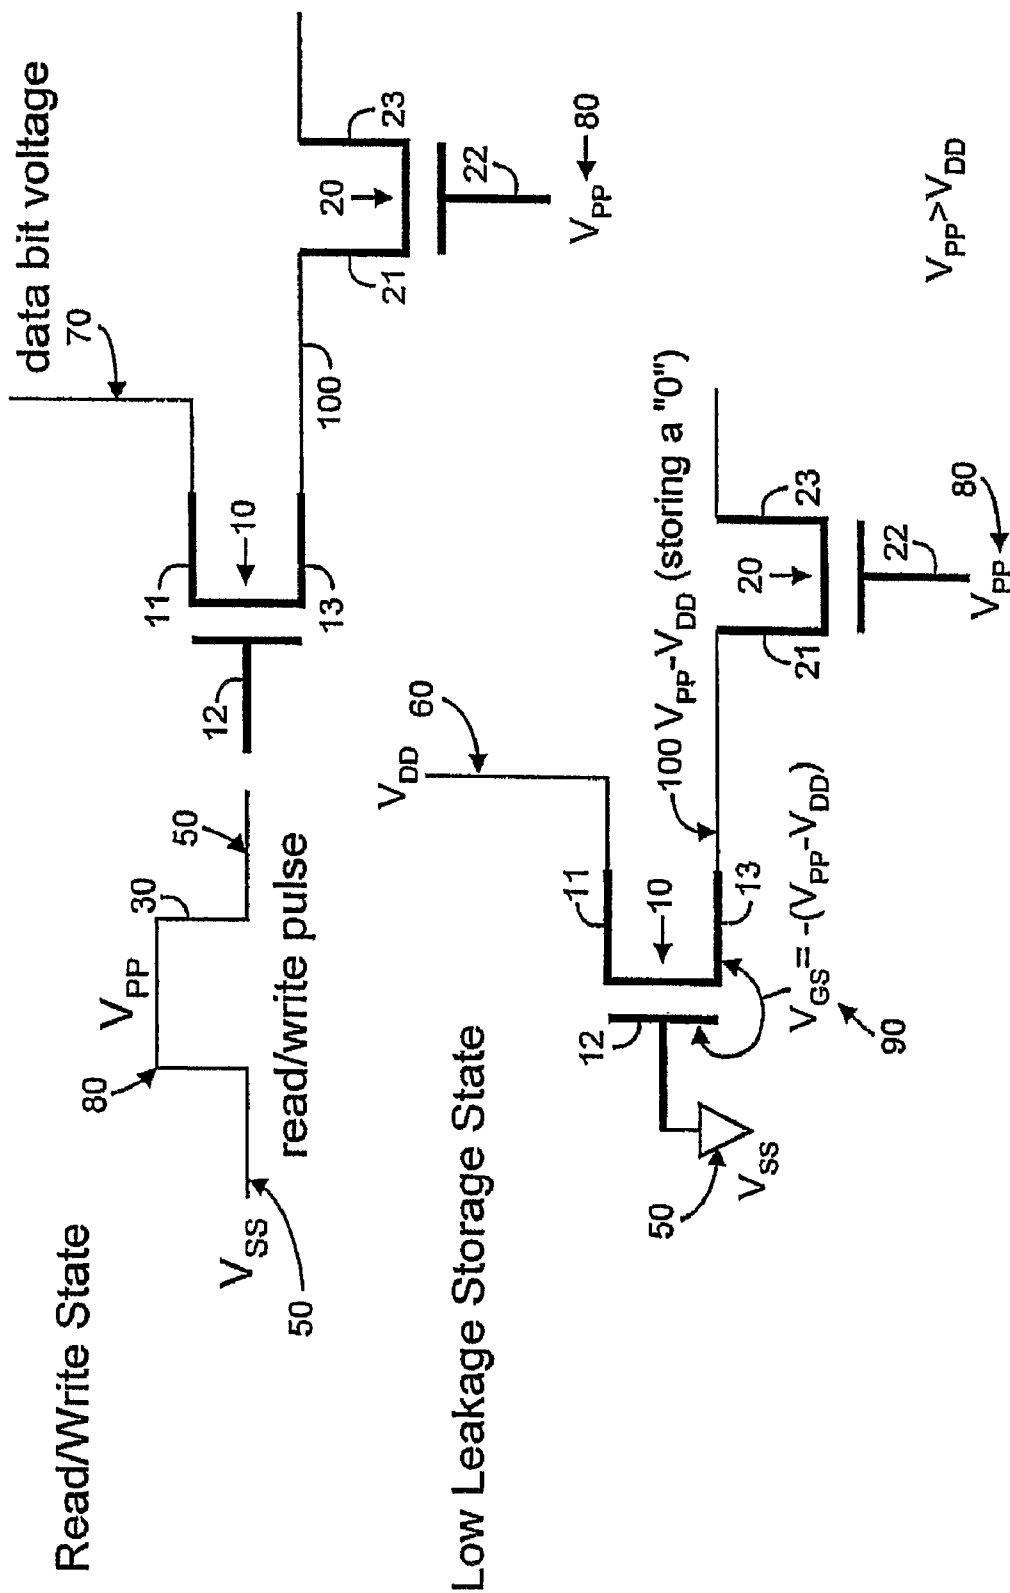 Read/Write State
data bit voltage
70
80
V_PP
30
11
10
12
50
V_SS
50
read/write pulse
13
100
20
21
23
22
V_PP
80
Low Leakage Storage State
V_DD
60
11
12
10
13
100 V_PP-V_DD (storing a "0")
50
V_SS
V_GS = -(V_PP-V_DD)
90
20
21
23
22
V_PP
80
V_PP>V_DD